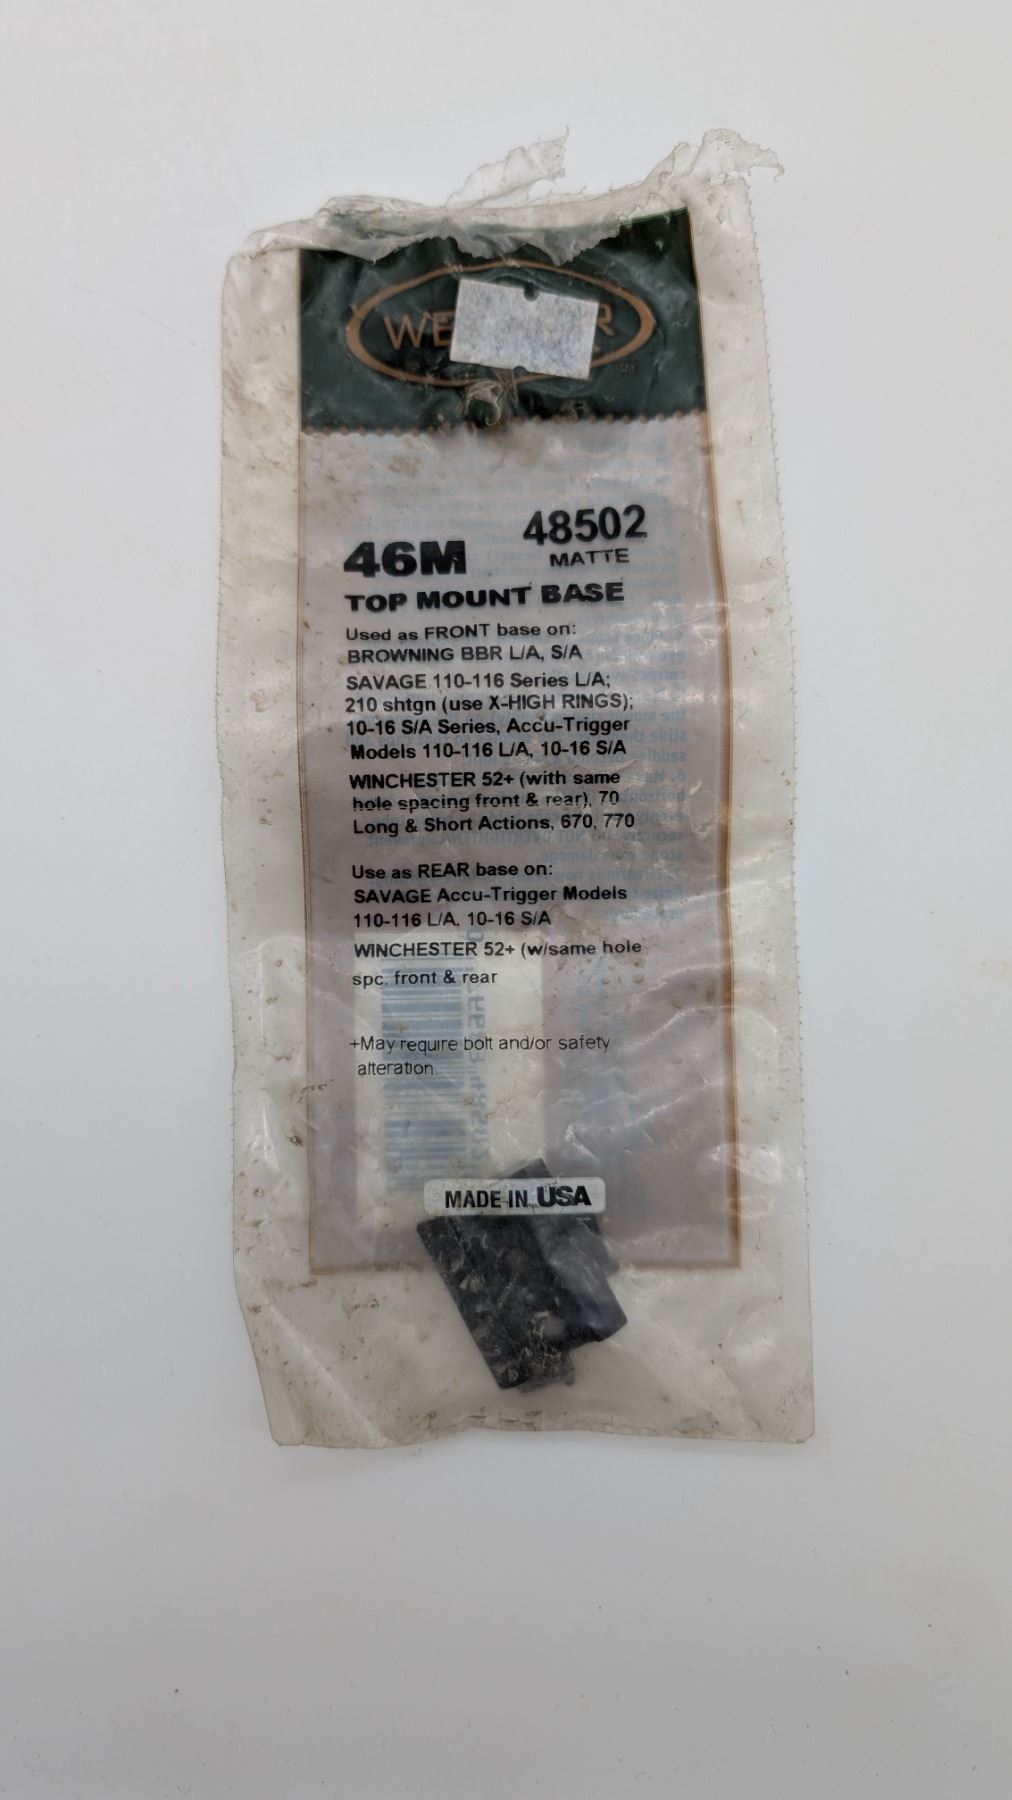 WE R
46M
48502
MATTE
TOP MOUNT BASE
Used as FRONT base on:
BROWNING BBR L/A, S/A
SAVAGE 110-116 Series L/A;
210 shtgn (use X-HIGH RINGS);
10-16 S/A Series, Accu-Trigger
Models 110-116 L/A, 10-16 S/A
WINCHESTER 52+ (with same
hole spacing front & rear), 70
Long & Short Actions, 670, 770
Use as REAR base on:
SAVAGE Accu-Trigger Models
110-116 L/A. 10-16 S/A
WINCHESTER 52+ (w/same hole
spc. front & rear
+May require bolt and/or safety
alteration.
MADE IN USA